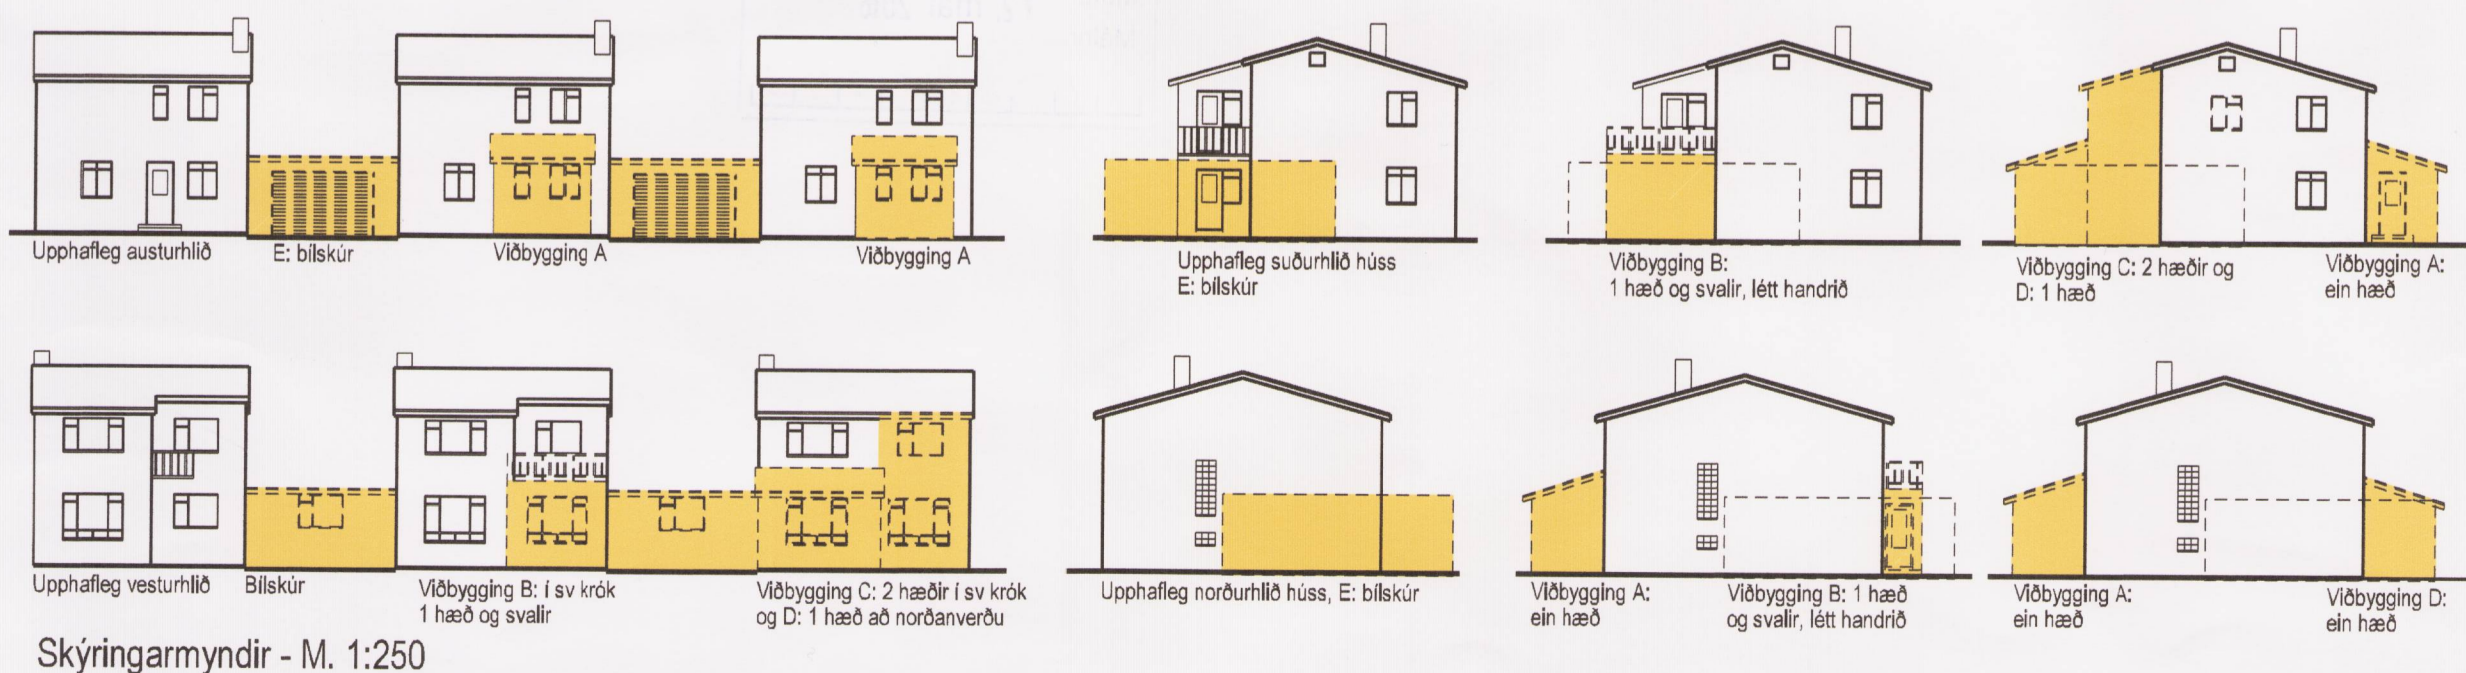 Upphafleg austurhlið
E: bílskúr
Viðbygging A
Viðbygging A
Upphafleg suðurhlið húss
E: bílskúr
Viðbygging B:
1 hæð og svalir, létt handrið
Viðbygging C: 2 hæðir og
D: 1 hæð
Viðbygging A:
ein hæð
Upphafleg vesturhlið
Bílskúr
Viðbygging B: í sv krók
1 hæð og svalir
Viðbygging C: 2 hæðir í sv krók
og D: 1 hæð að norðanverðu
Upphafleg norðurhlið húss, E: bílskúr
Viðbygging A:
ein hæð
Viðbygging B: 1 hæð
og svalir, létt handrið
Viðbygging A:
ein hæð
Viðbygging D:
ein hæð
Skýringarmyndir - M. 1:250